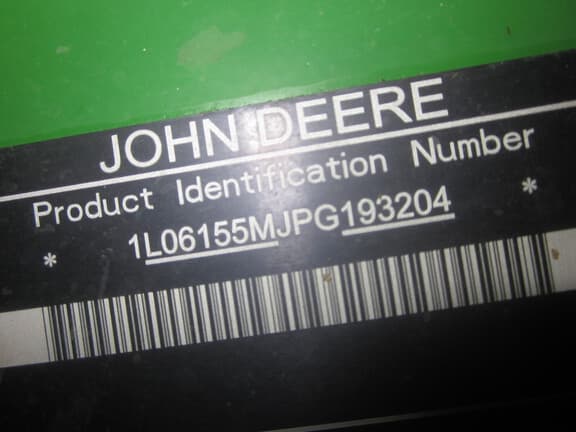 JOHN DEERE
Product Identification Number
* 1L06155MJPG193204 *